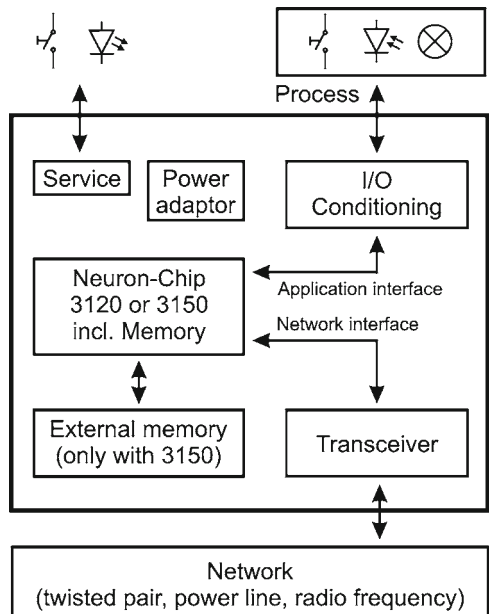 Process
Service
Power
adaptor
I/O
Conditioning
Neuron-Chip
3120 or 3150
incl. Memory
Application interface
Network interface
External memory
(only with 3150)
Transceiver
Network
(twisted pair, power line, radio frequency)